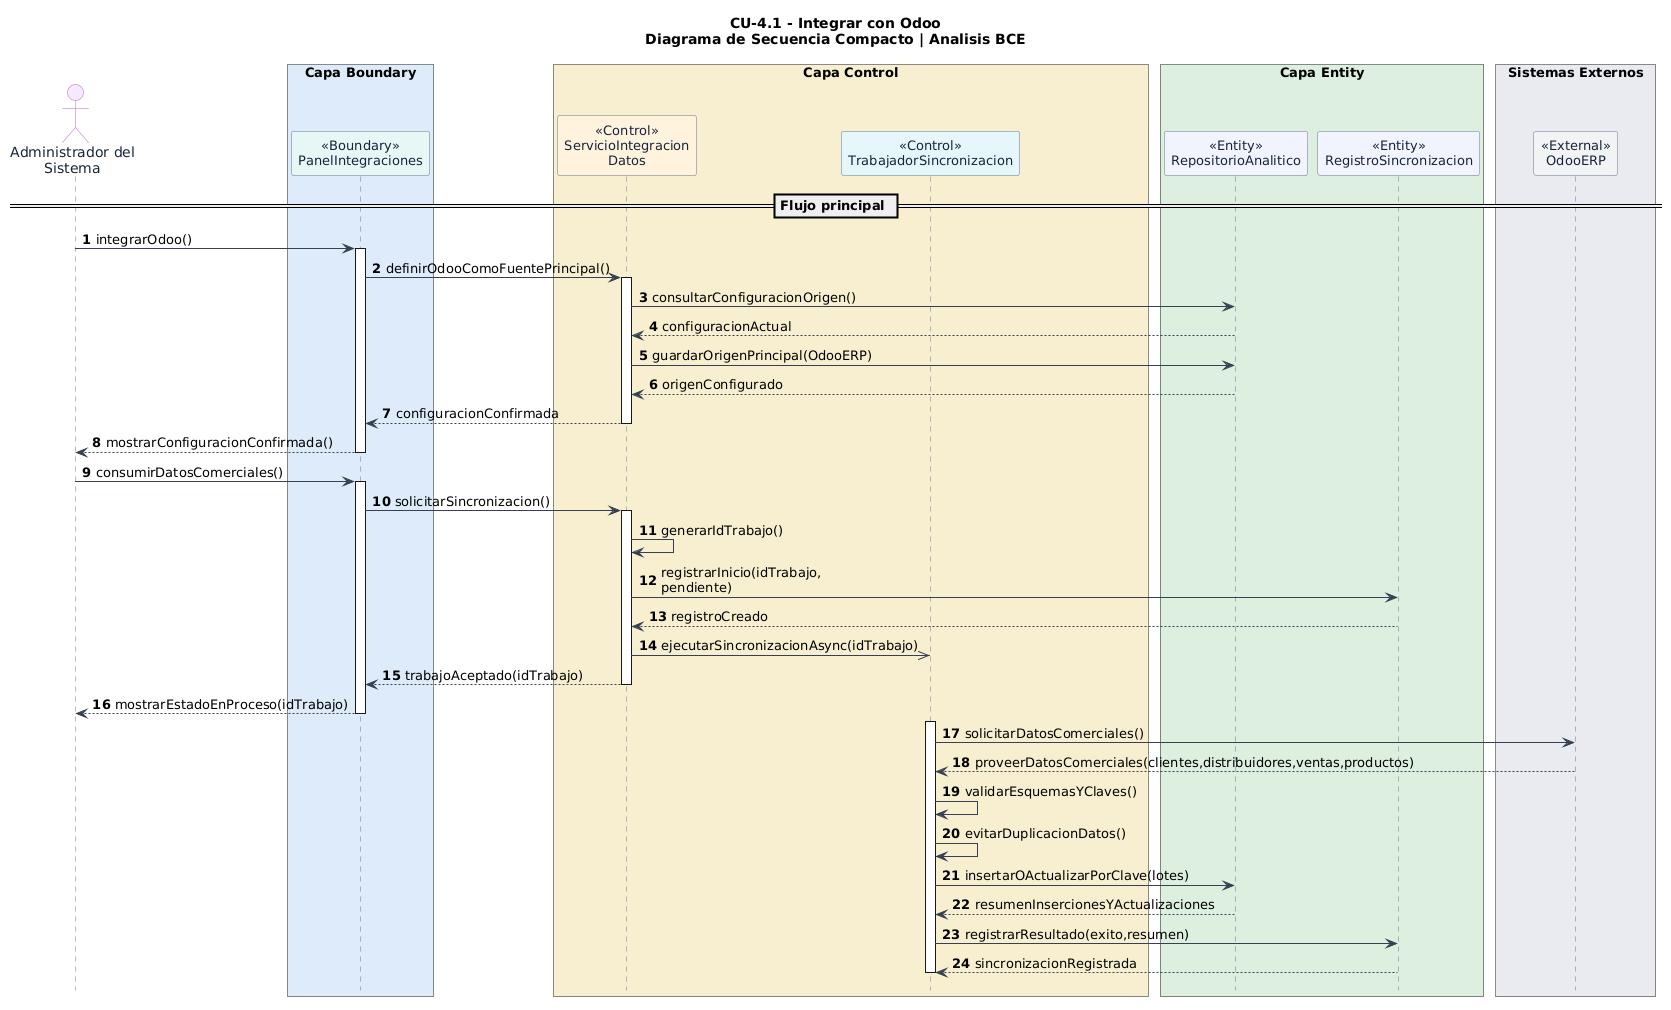 CU-4.1 - Integrar con Odoo
Diagrama de Secuencia Compacto | Analisis BCE
Capa Boundary
Capa Control
Capa Entity
Sistemas Externos
Administrador del
Sistema
«Boundary»
PanelIntegraciones
«Control»
ServicioIntegracion
Datos
«Control»
TrabajadorSincronizacion
«Entity»
RepositorioAnalitico
«Entity»
RegistroSincronizacion
«External»
OdooERP
Flujo principal
1 integrarOdoo()
2 definirOdooComoFuentePrincipal()
3 consultarConfiguracionOrigen()
4 configuracionActual
5 guardarOrigenPrincipal(OdooERP)
6 origenConfigurado
7 configuracionConfirmada
8 mostrarConfiguracionConfirmada()
9 consumirDatosComerciales()
10 solicitarSincronizacion()
11 generarIdTrabajo()
12 registrarInicio(idTrabajo,
pendiente)
13 registroCreado
14 ejecutarSincronizacionAsync(idTrabajo)
15 trabajoAceptado(idTrabajo)
16 mostrarEstadoEnProceso(idTrabajo)
17 solicitarDatosComerciales()
18 proveerDatosComerciales(clientes,distribuidores,ventas,productos)
19 validarEsquemasYClaves()
20 evitarDuplicacionDatos()
21 insertarOActualizarPorClave(lotes)
22 resumenInsercionesYActualizaciones
23 registrarResultado(exito,resumen)
24 sincronizacionRegistrada